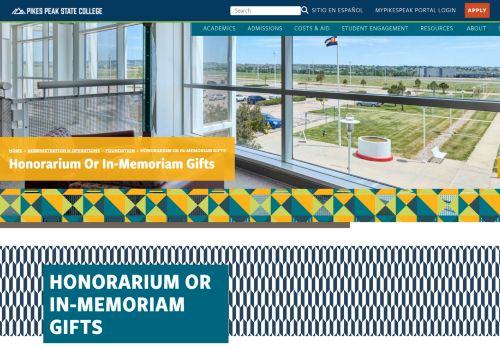 PIKES PEAK STATE COLLEGE
Search
SITIO EN ESPAÑOL
MYPIKESPEAK PORTAL LOGIN
APPLY
ACADEMICS ADMISSIONS COSTS & AID STUDENT ENGAGEMENT RESOURCES ABOUT S
HOME > ADMINISTRATION & OPERATIONS > FOUNDATION > HONORARIUM OR IN-MEMORIAM GIFTS
Honorarium Or In-Memoriam Gifts
HONORARIUM OR
IN-MEMORIAM
GIFTS